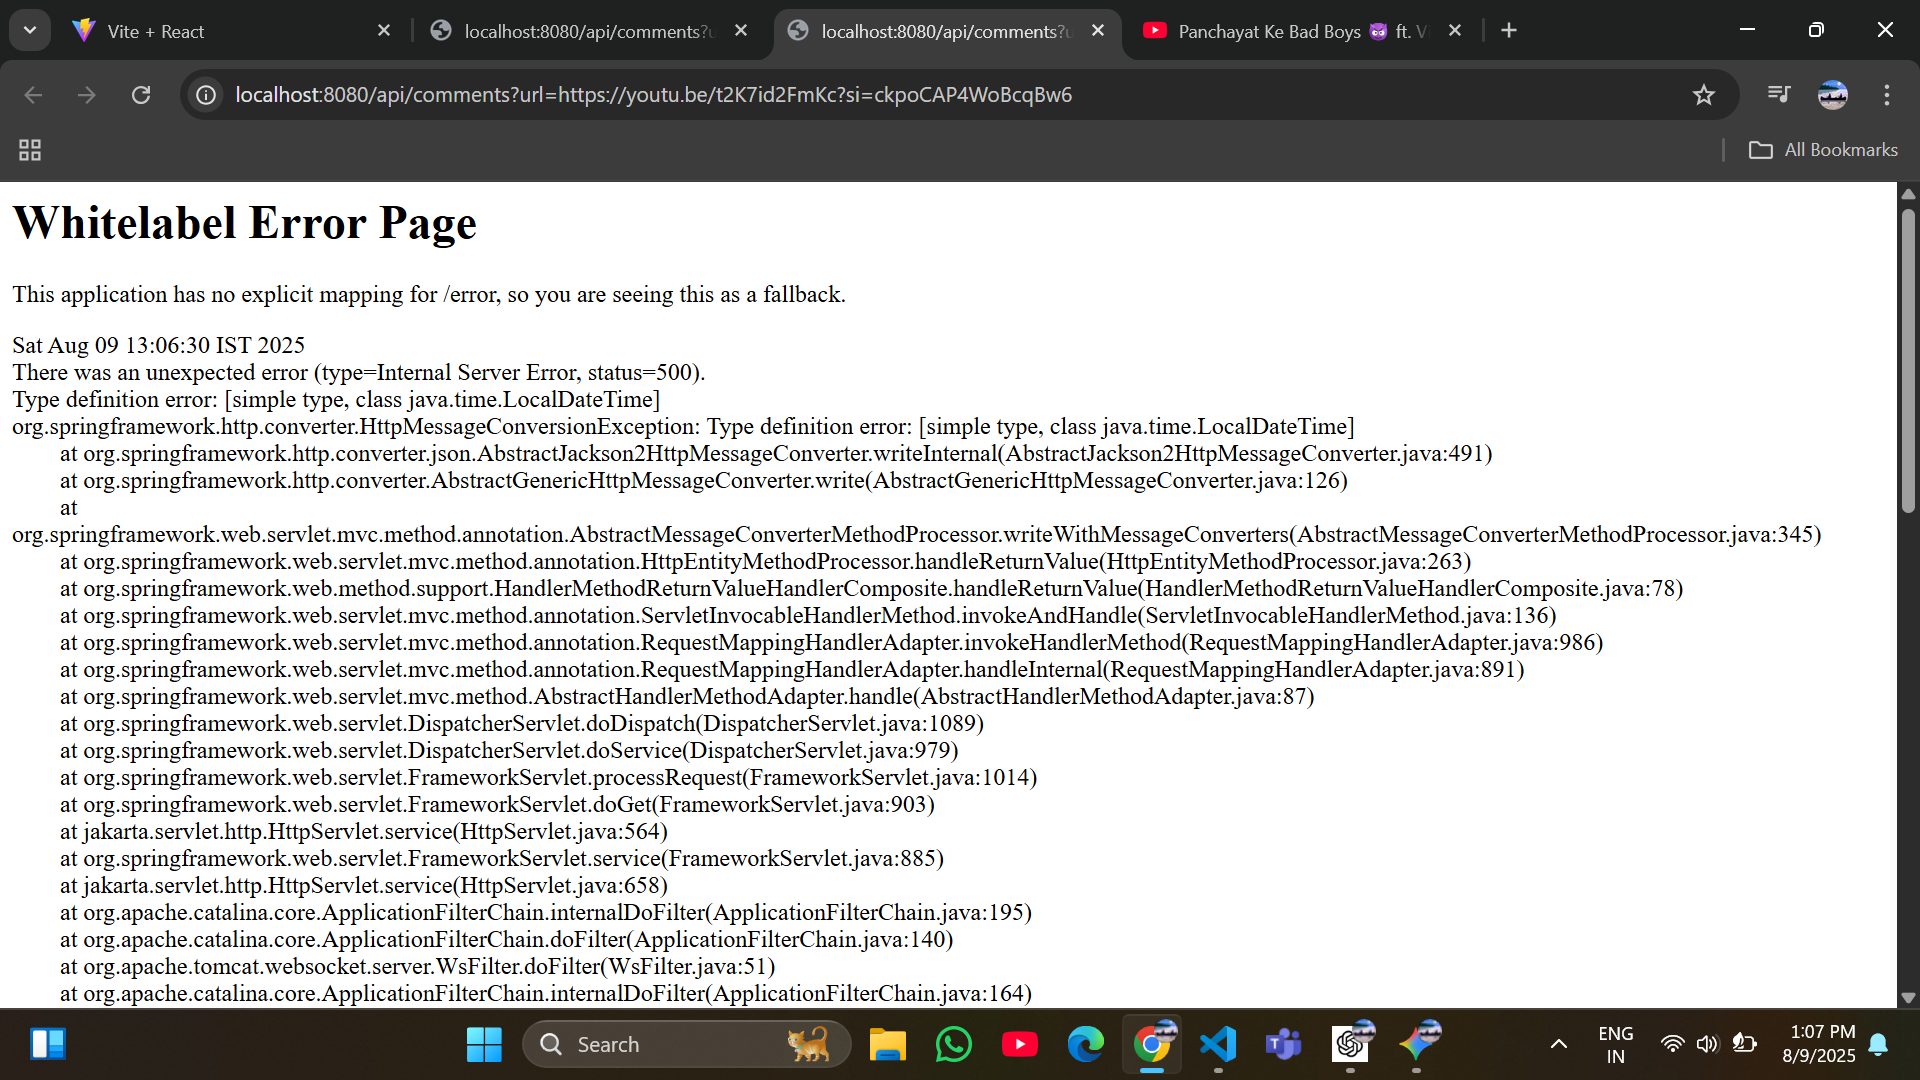 Vite + React
localhost:8080/api/comments?u
localhost:8080/api/comments?u
Panchayat Ke Bad Boys 😈 ft. V
localhost:8080/api/comments?url=https://youtu.be/t2K7id2FmKc?si=ckpoCAP4WoBcqBw6
All Bookmarks
Whitelabel Error Page
This application has no explicit mapping for /error, so you are seeing this as a fallback.
Sat Aug 09 13:06:30 IST 2025
There was an unexpected error (type=Internal Server Error, status=500).
Type definition error: [simple type, class java.time.LocalDateTime]
org.springframework.http.converter.HttpMessageConversionException: Type definition error: [simple type, class java.time.LocalDateTime]
at org.springframework.http.converter.json.AbstractJackson2HttpMessageConverter.writeInternal(AbstractJackson2HttpMessageConverter.java:491)
at org.springframework.http.converter.AbstractGenericHttpMessageConverter.write(AbstractGenericHttpMessageConverter.java:126)
at
org.springframework.web.servlet.mvc.method.annotation.AbstractMessageConverterMethodProcessor.writeWithMessageConverters(AbstractMessageConverterMethodProcessor.java:345)
at org.springframework.web.servlet.mvc.method.annotation.HttpEntityMethodProcessor.handleReturnValue(HttpEntityMethodProcessor.java:263)
at org.springframework.web.method.support.HandlerMethodReturnValueHandlerComposite.handleReturnValue(HandlerMethodReturnValueHandlerComposite.java:78)
at org.springframework.web.servlet.mvc.method.annotation.ServletInvocableHandlerMethod.invokeAndHandle(ServletInvocableHandlerMethod.java:136)
at org.springframework.web.servlet.mvc.method.annotation.RequestMappingHandlerAdapter.invokeHandlerMethod(RequestMappingHandlerAdapter.java:986)
at org.springframework.web.servlet.mvc.method.annotation.RequestMappingHandlerAdapter.handleInternal(RequestMappingHandlerAdapter.java:891)
at org.springframework.web.servlet.mvc.method.AbstractHandlerMethodAdapter.handle(AbstractHandlerMethodAdapter.java:87)
at org.springframework.web.servlet.DispatcherServlet.doDispatch(DispatcherServlet.java:1089)
at org.springframework.web.servlet.DispatcherServlet.doService(DispatcherServlet.java:979)
at org.springframework.web.servlet.FrameworkServlet.processRequest(FrameworkServlet.java:1014)
at org.springframework.web.servlet.FrameworkServlet.doGet(FrameworkServlet.java:903)
at jakarta.servlet.http.HttpServlet.service(HttpServlet.java:564)
at org.springframework.web.servlet.FrameworkServlet.service(FrameworkServlet.java:885)
at jakarta.servlet.http.HttpServlet.service(HttpServlet.java:658)
at org.apache.catalina.core.ApplicationFilterChain.internalDoFilter(ApplicationFilterChain.java:195)
at org.apache.catalina.core.ApplicationFilterChain.doFilter(ApplicationFilterChain.java:140)
at org.apache.tomcat.websocket.server.WsFilter.doFilter(WsFilter.java:51)
at org.apache.catalina.core.ApplicationFilterChain.internalDoFilter(ApplicationFilterChain.java:164)
Search
ENG
IN
1:07 PM
8/9/2025